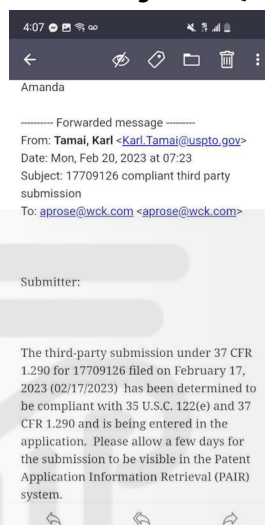 4:07
Amanda
---------- Forwarded message ---------
From: Tamai, Karl <Karl.Tamai@uspto.gov>
Date: Mon, Feb 20, 2023 at 07:23
Subject: 17709126 compliant third party
submission
To: aprose@wck.com <aprose@wck.com>
Submitter:
The third-party submission under 37 CFR
1.290 for 17709126 filed on February 17,
2023 (02/17/2023)  has been determined to
be compliant with 35 U.S.C. 122(e) and 37
CFR 1.290 and is being entered in the
application.  Please allow a few days for
the submission to be visible in the Patent
Application Information Retrieval (PAIR)
system.